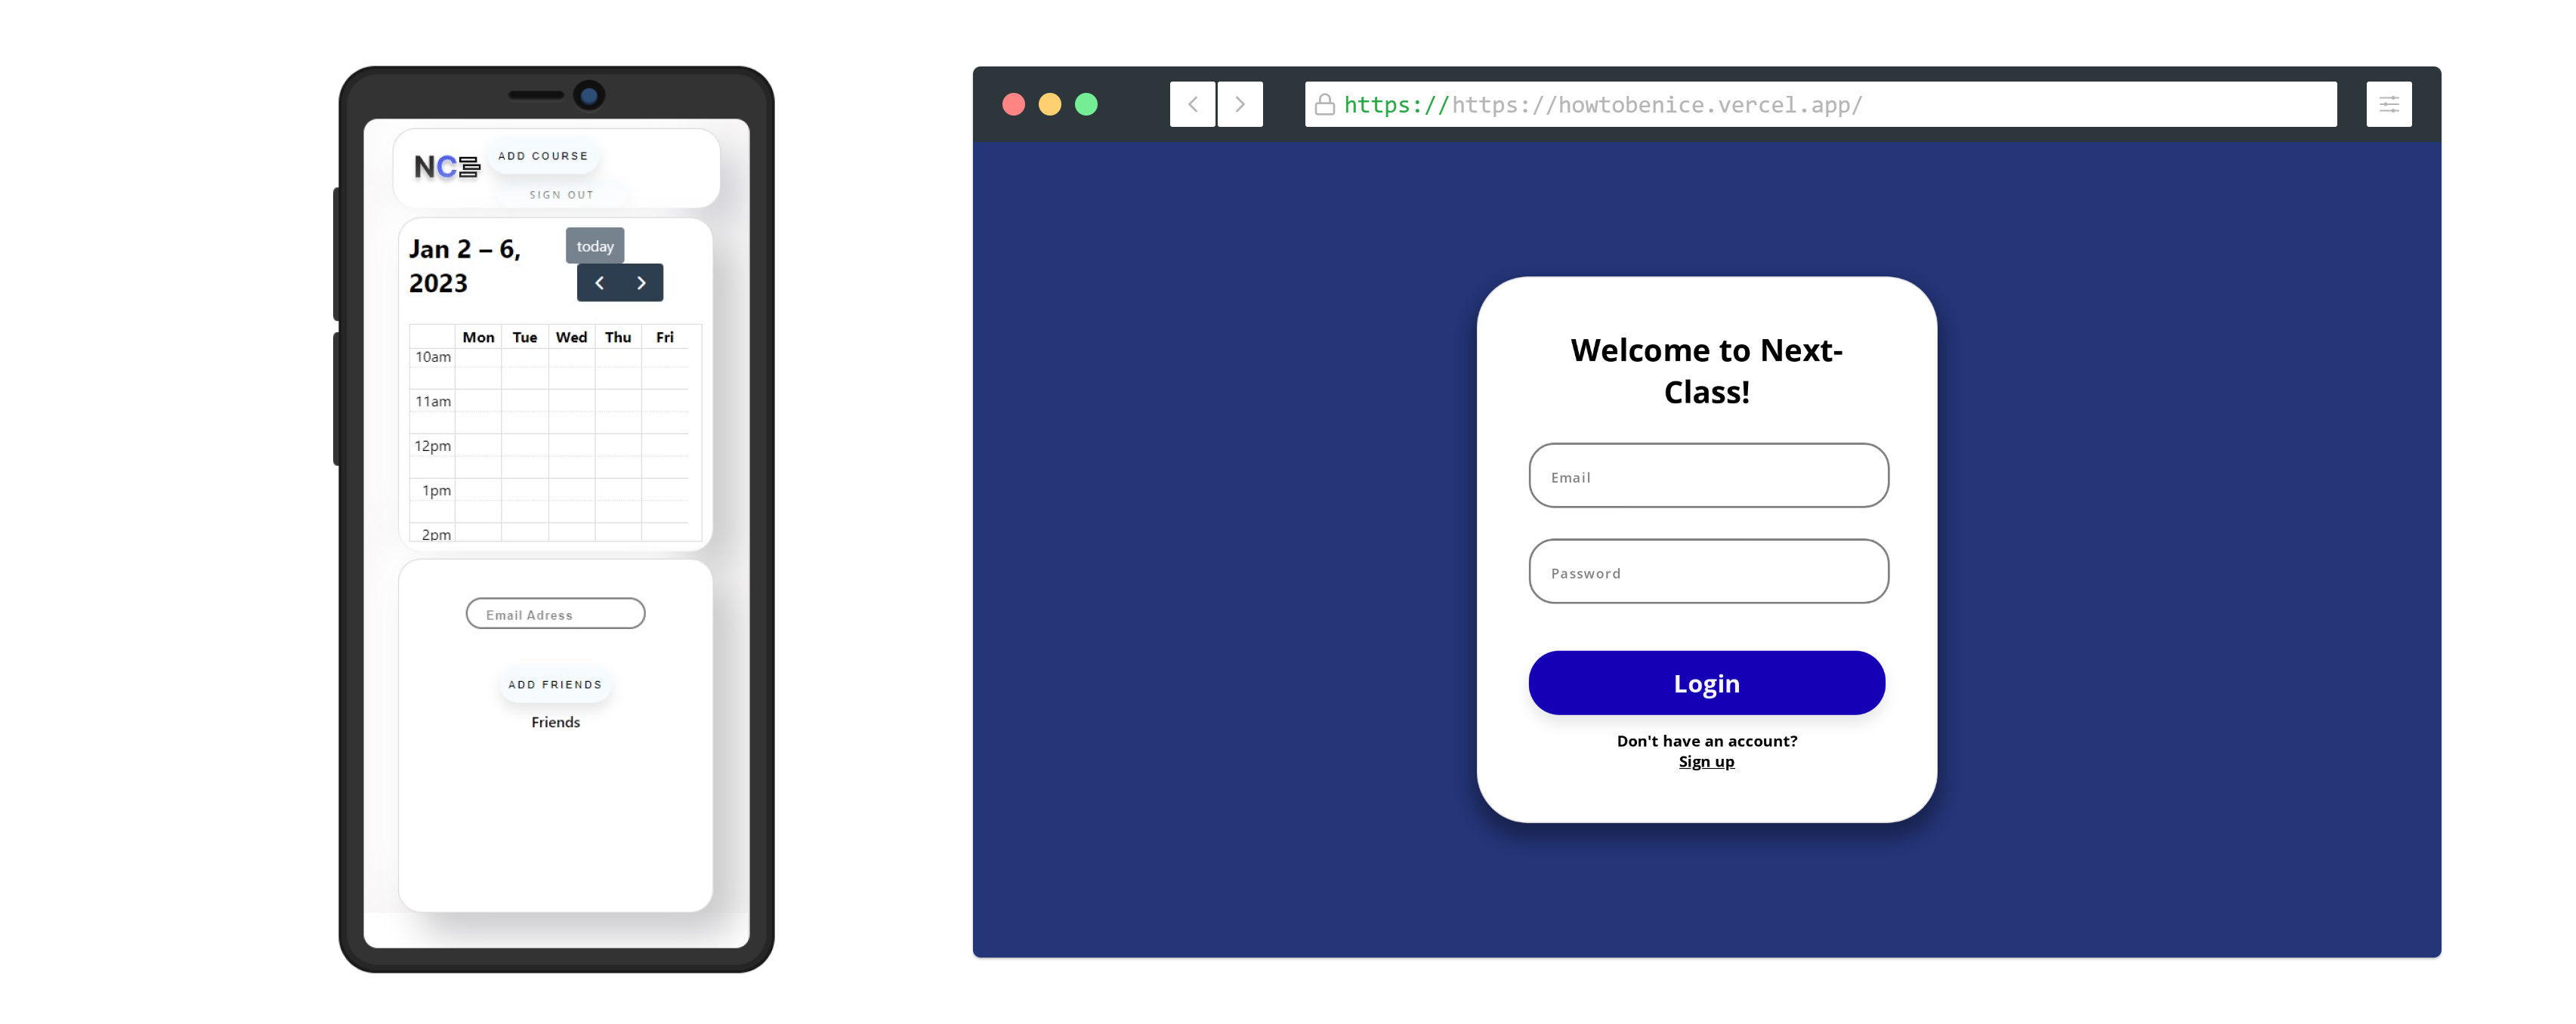 NC
ADD COURSE
SIGN OUT
Jan 2 – 6,
2023
today
Mon Tue Wed Thu Fri
10am
11am
12pm
1pm
2pm
Email Adress
ADD FRIENDS
Friends
https://https://howtobenice.vercel.app/
Welcome to Next-
Class!
Email
Password
Login
Don't have an account?
Sign up